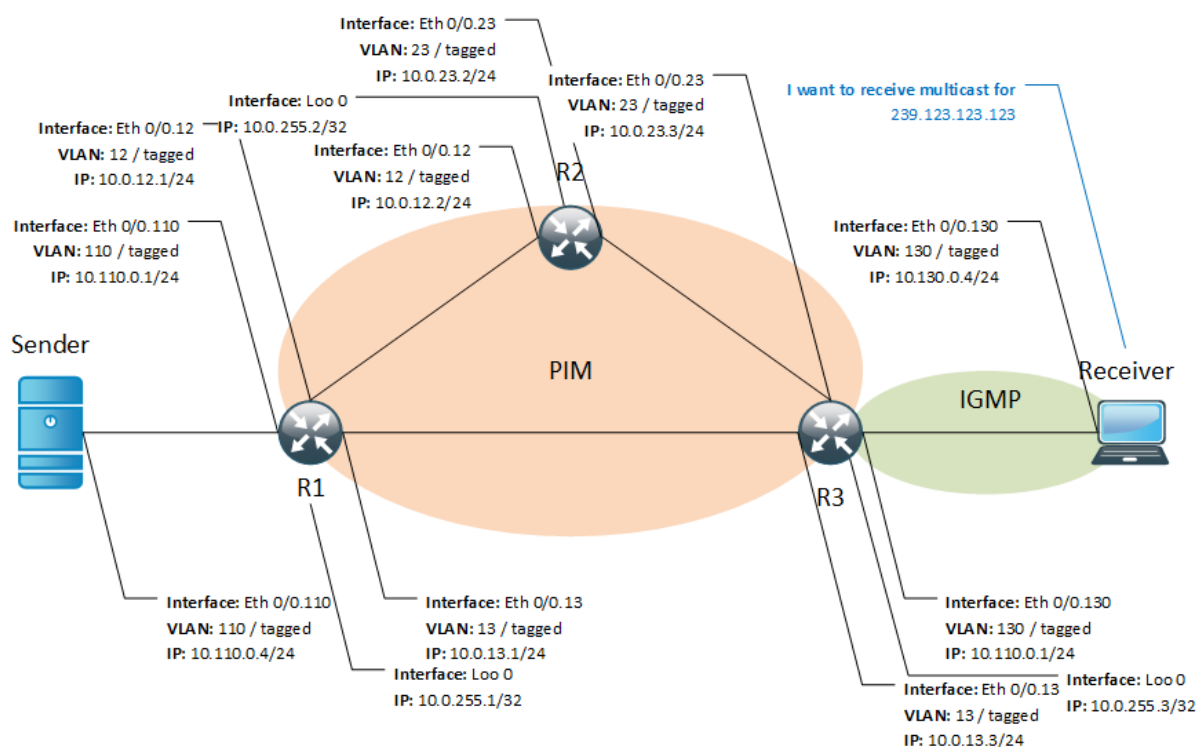 Interface: Eth 0/0.23
VLAN: 23 / tagged
IP: 10.0.23.2/24
Interface: Eth 0/0.23
VLAN: 23 / tagged
IP: 10.0.23.3/24
I want to receive multicast for
239.123.123.123
Interface: Loo 0
IP: 10.0.255.2/32
Interface: Eth 0/0.12
VLAN: 12 / tagged
IP: 10.0.12.1/24
Interface: Eth 0/0.12
VLAN: 12 / tagged
IP: 10.0.12.2/24
R2
Interface: Eth 0/0.110
VLAN: 110 / tagged
IP: 10.110.0.1/24
Interface: Eth 0/0.130
VLAN: 130 / tagged
IP: 10.130.0.4/24
Sender
PIM
Receiver
IGMP
R1
R3
Interface: Eth 0/0.110
VLAN: 110 / tagged
IP: 10.110.0.4/24
Interface: Eth 0/0.13
VLAN: 13 / tagged
IP: 10.0.13.1/24
Interface: Loo 0
IP: 10.0.255.1/32
Interface: Eth 0/0.130
VLAN: 130 / tagged
IP: 10.110.0.1/24
Interface: Eth 0/0.13
VLAN: 13 / tagged
IP: 10.0.13.3/24
Interface: Loo 0
IP: 10.0.255.3/32